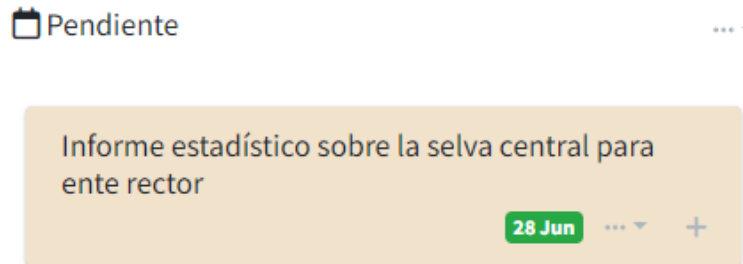 Pendiente
Informe estadístico sobre la selva central para
ente rector
28 Jun